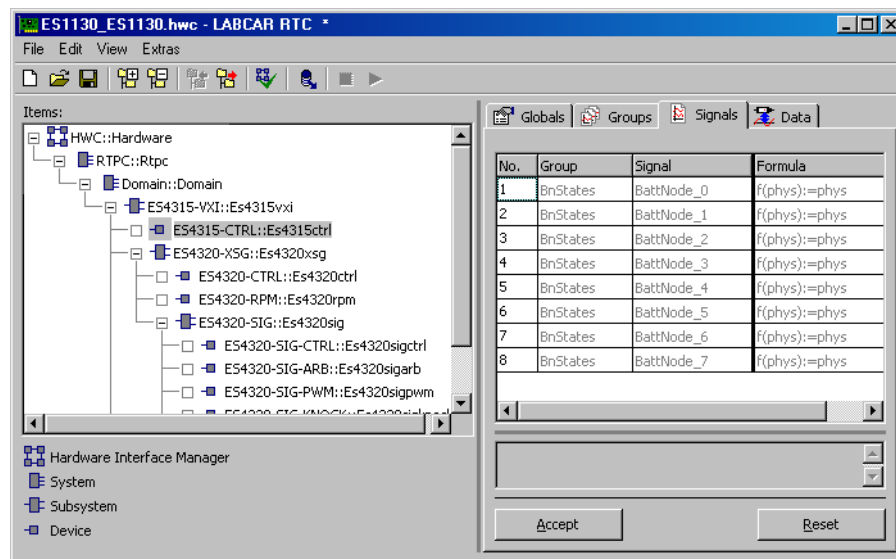 ES1130_ES1130.hwc - LABCAR RTC *
File Edit View Extras
Items:
HWC::Hardware
RTPC::Rtpc
Domain::Domain
ES4315-VXI::Es4315vxi
ES4315-CTRL::Es4315ctrl
ES4320-XSG::Es4320xsg
ES4320-CTRL::Es4320ctrl
ES4320-RPM::Es4320rpm
ES4320-SIG::Es4320sig
ES4320-SIG-CTRL::Es4320sigctrl
ES4320-SIG-ARB::Es4320sigarb
ES4320-SIG-PWM::Es4320sigpwm
Hardware Interface Manager
System
Subsystem
Device
Globals Groups Signals Data
No. Group Signal Formula
1 BnStates BattNode_0 f(phys):=phys
2 BnStates BattNode_1 f(phys):=phys
3 BnStates BattNode_2 f(phys):=phys
4 BnStates BattNode_3 f(phys):=phys
5 BnStates BattNode_4 f(phys):=phys
6 BnStates BattNode_5 f(phys):=phys
7 BnStates BattNode_6 f(phys):=phys
8 BnStates BattNode_7 f(phys):=phys
Accept Reset